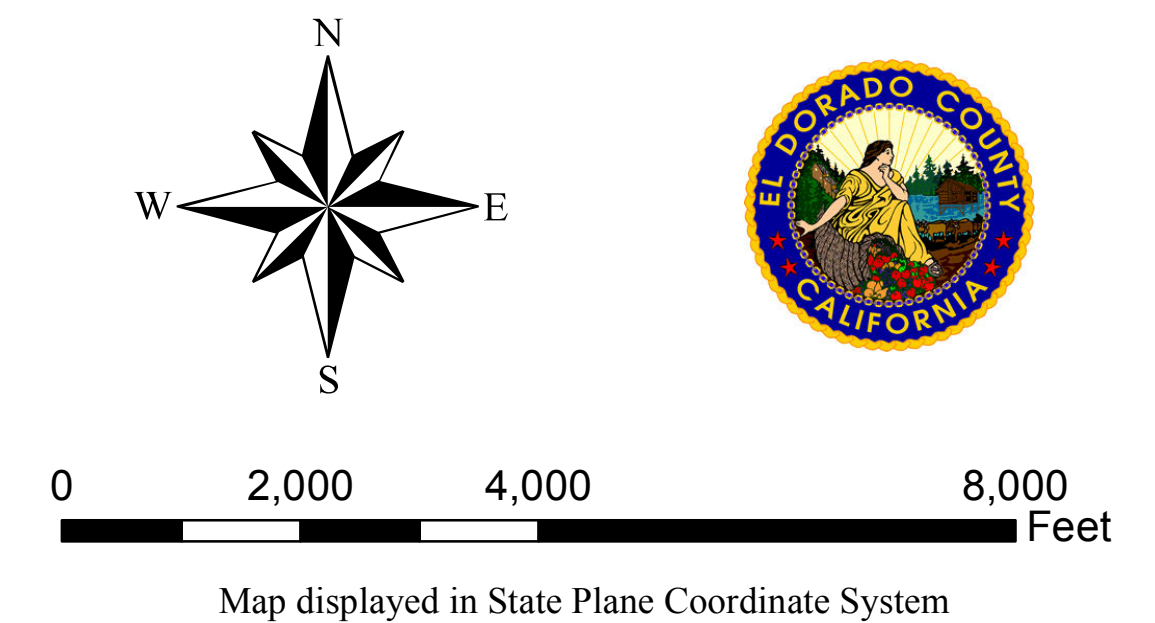 N
W
E
S
EL DORADO COUNTY
CALIFORNIA
0 2,000 4,000 8,000
Feet
Map displayed in State Plane Coordinate System